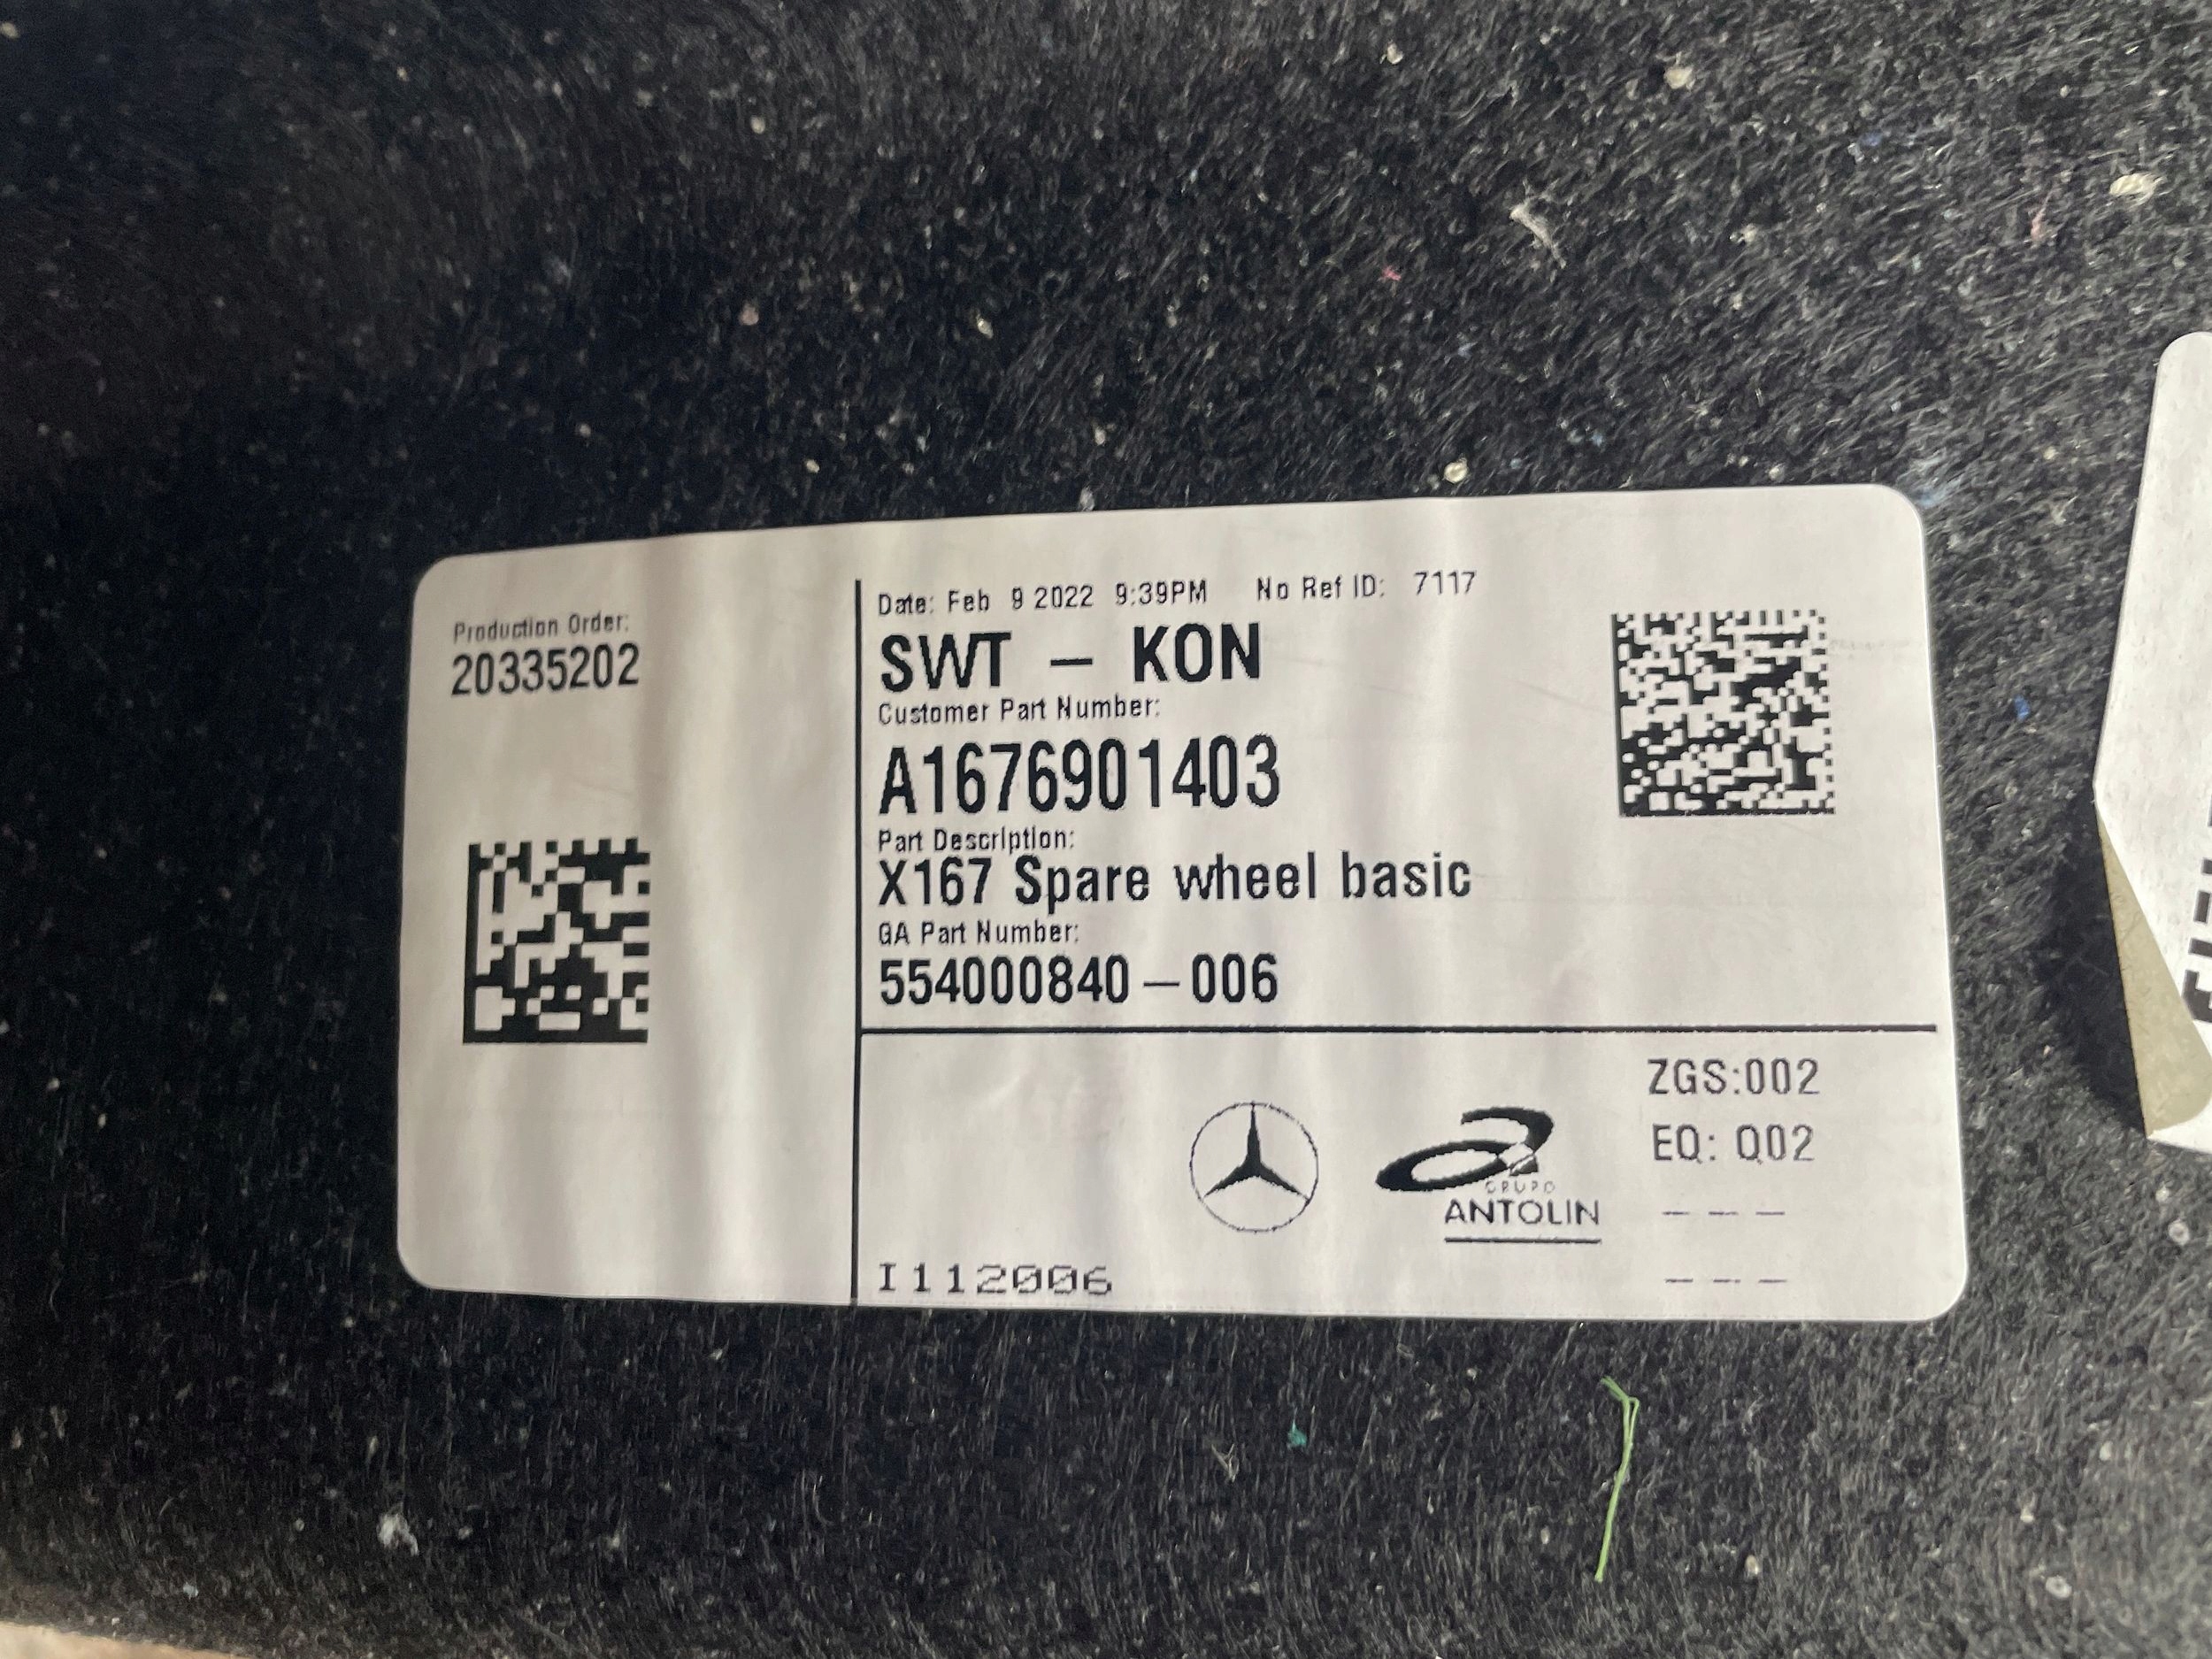 Production Order:
20335202
Date: Feb 9 2022 9:39PM No Ref ID: 7117
SWT - KON
Customer Part Number:
A1676901403
Part Description:
X167 Spare wheel basic
GA Part Number:
554000840-006
ZGS:002
EQ: Q02
GRUPO
ANTOLIN
---
---
I112006